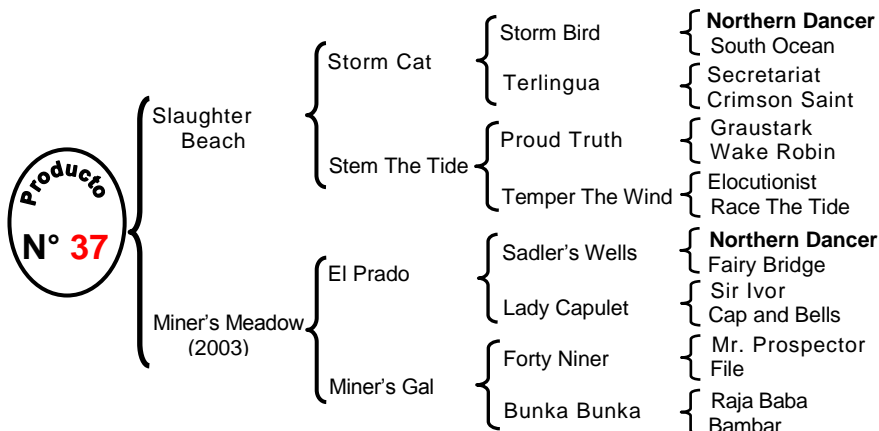 Producto
N° 37
Slaughter
Beach
Miner's Meadow
(2003)
Storm Cat
Stem The Tide
El Prado
Miner's Gal
Storm Bird
Terlingua
Proud Truth
Temper The Wind
Sadler's Wells
Lady Capulet
Forty Niner
Bunka Bunka
Northern Dancer
South Ocean
Secretariat
Crimson Saint
Graustark
Wake Robin
Elocutionist
Race The Tide
Northern Dancer
Fairy Bridge
Sir Ivor
Cap and Bells
Mr. Prospector
File
Raja Baba
Bambar